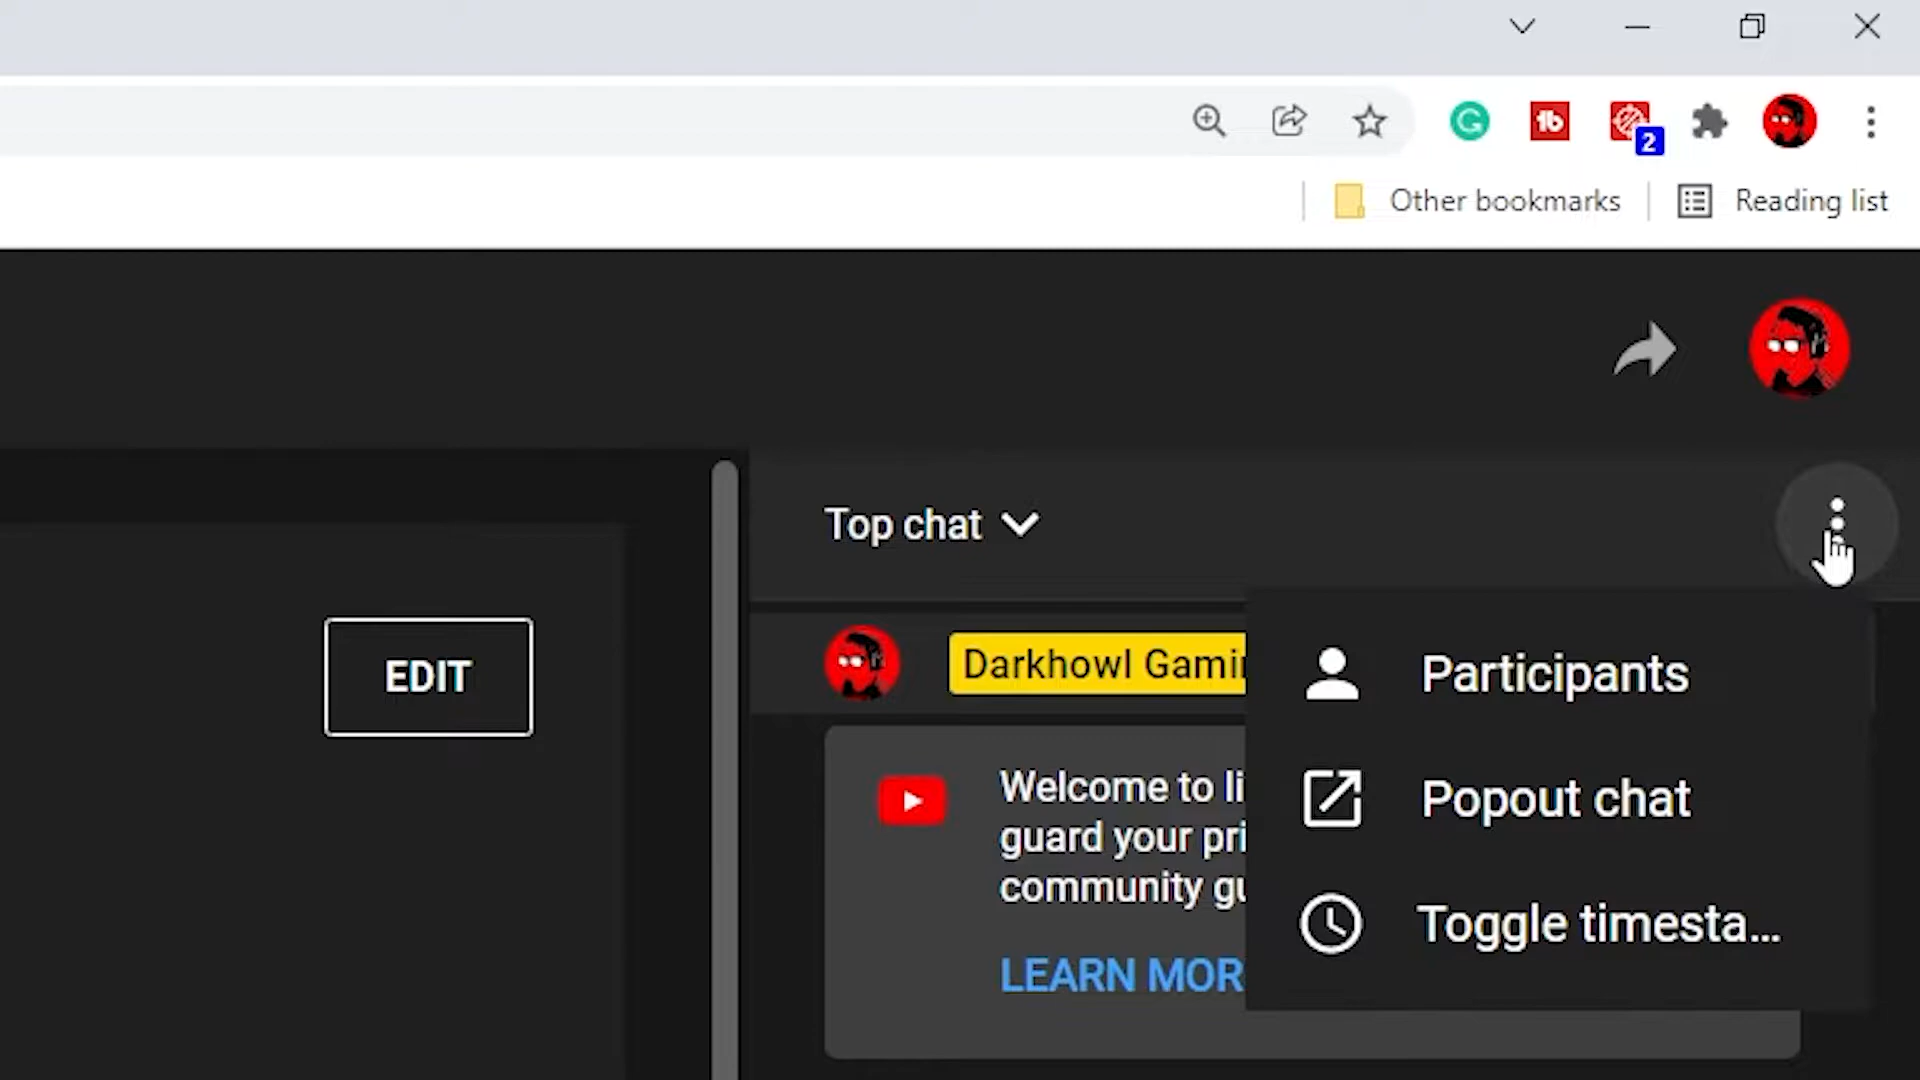 2
Other bookmarks
Reading list
Top chat
EDIT
Darkhowl Gamin
Participants
Welcome to li
guard your pri
community gu
Popout chat
Toggle timesta...
LEARN MOR